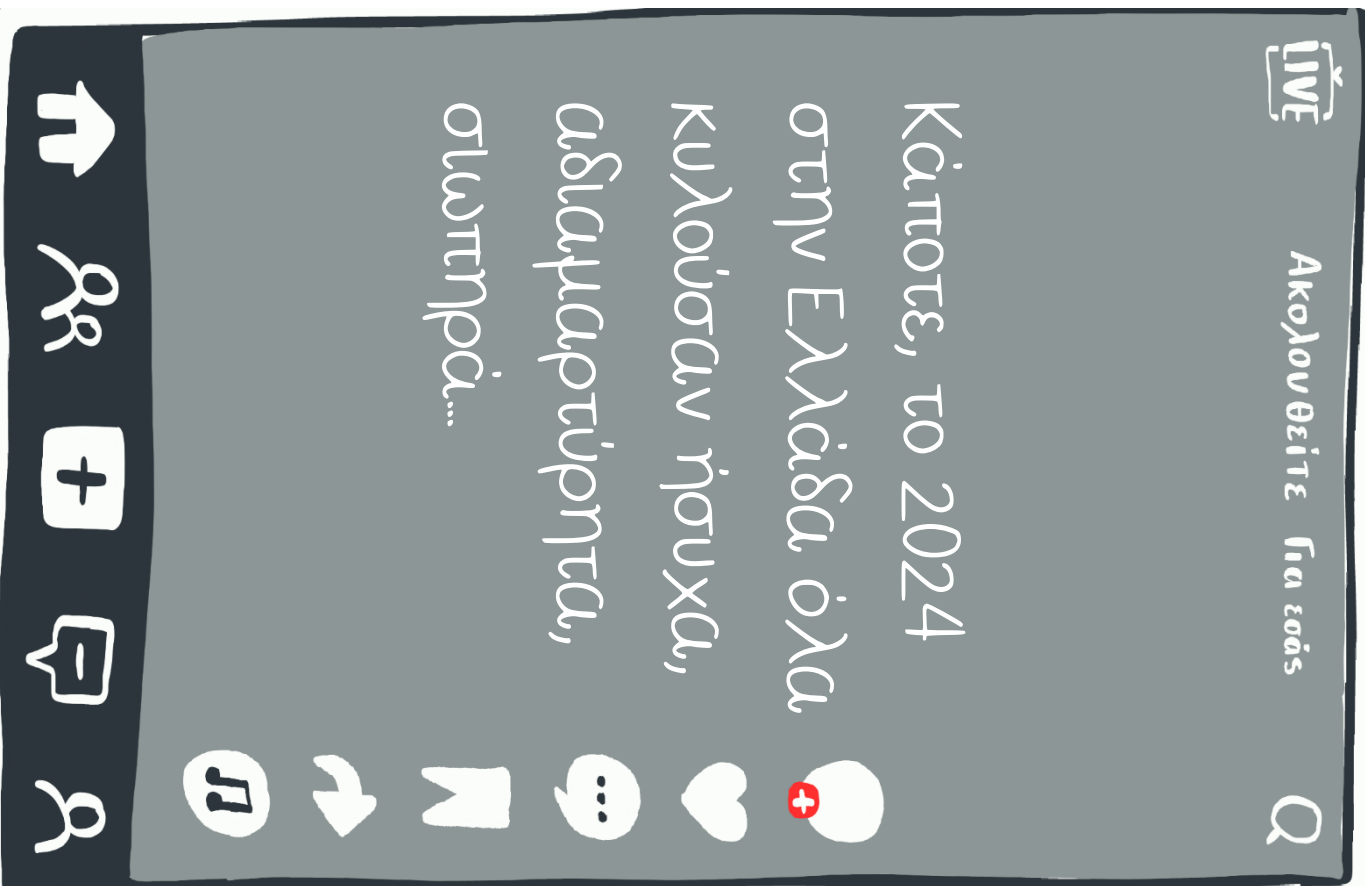 LIVE
Ακολουθείτε Για εσάς
Κάποτε, το 2024
στην Ελλάδα όλα
κυλούσαν ήσυχα,
αδιαμαρτύρητα,
σιωπηρά...